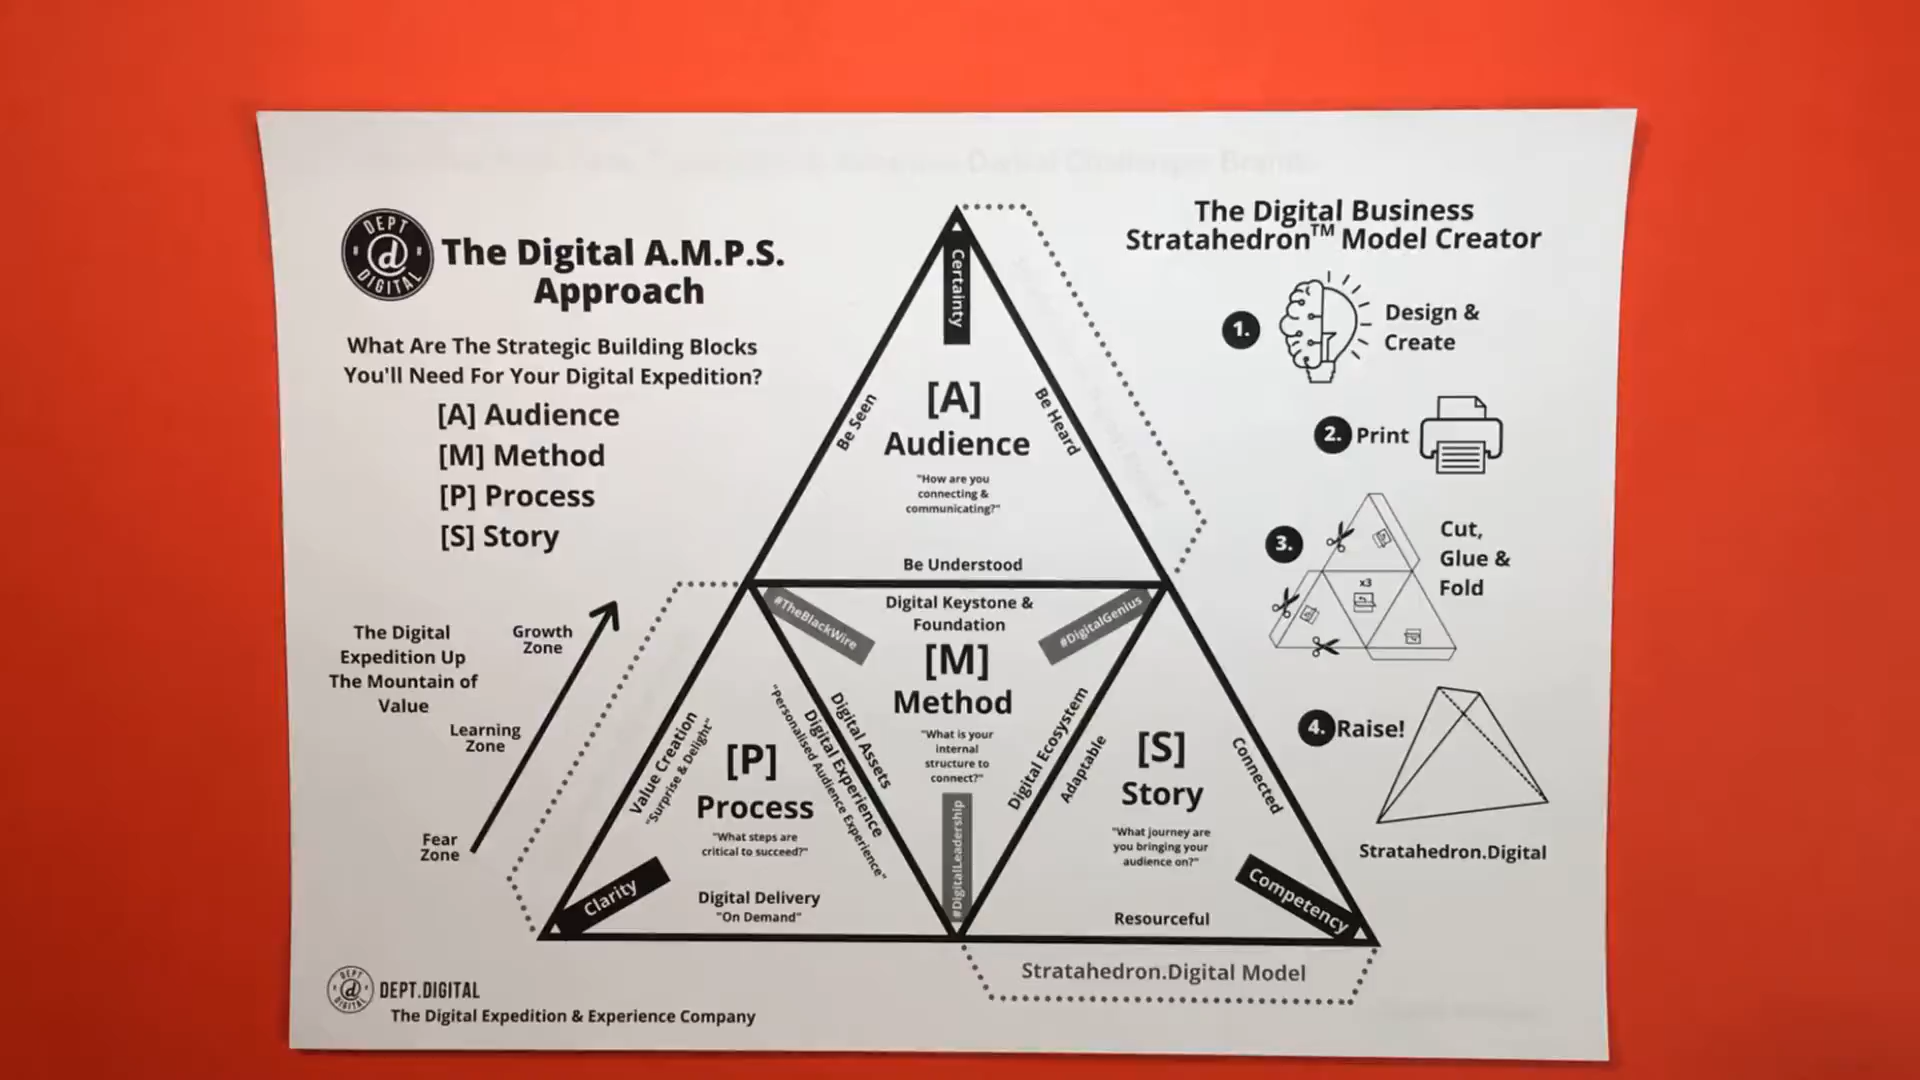 DEPT
d
DIGITAL
The Digital A.M.P.S.
Approach
What Are The Strategic Building Blocks
You'll Need For Your Digital Expedition?
[A] Audience
[M] Method
[P] Process
[S] Story
The Digital
Expedition Up
The Mountain of
Value
Growth
Zone
Learning
Zone
Fear
Zone
Certainty
Be Seen
Be Heard
[A]
Audience
"How are you
connecting &
communicating?"
Be Understood
#TheBlackWire
Digital Keystone &
Foundation
#DigitalGenius
[M]
Method
"What is your
internal
structure to
connect?"
Digital Assets
Digital Ecosystem
#DigitalLeadership
Value Creation
"Surprise & Delight"
[P]
Process
"What steps are
critical to succeed?"
Digital Experience
"Personalised Audience Experience"
Digital Delivery
"On Demand"
Clarity
Adaptable
[S]
Story
"What journey are
you bringing your
audience on?"
Connected
Resourceful
Competency
Stratahedron.Digital Model
The Digital Business
Stratahedron™ Model Creator
1.
Design &
Create
2. Print
3.
x3
Cut,
Glue &
Fold
4. Raise!
Stratahedron.Digital
DEPT
d
DIGITAL
DEPT.DIGITAL
The Digital Expedition & Experience Company